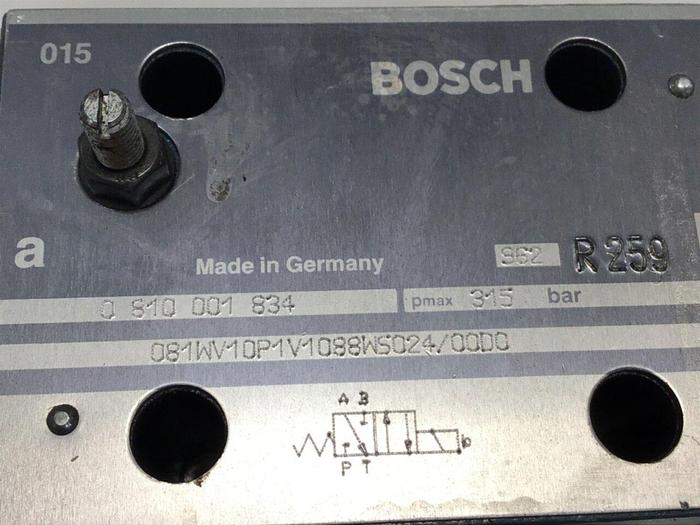 015
BOSCH
a
Made in Germany
862 R 259
0 810 001 834
pmax 315 bar
081WV10P1V1088WS024/00D0
A B
P T
b